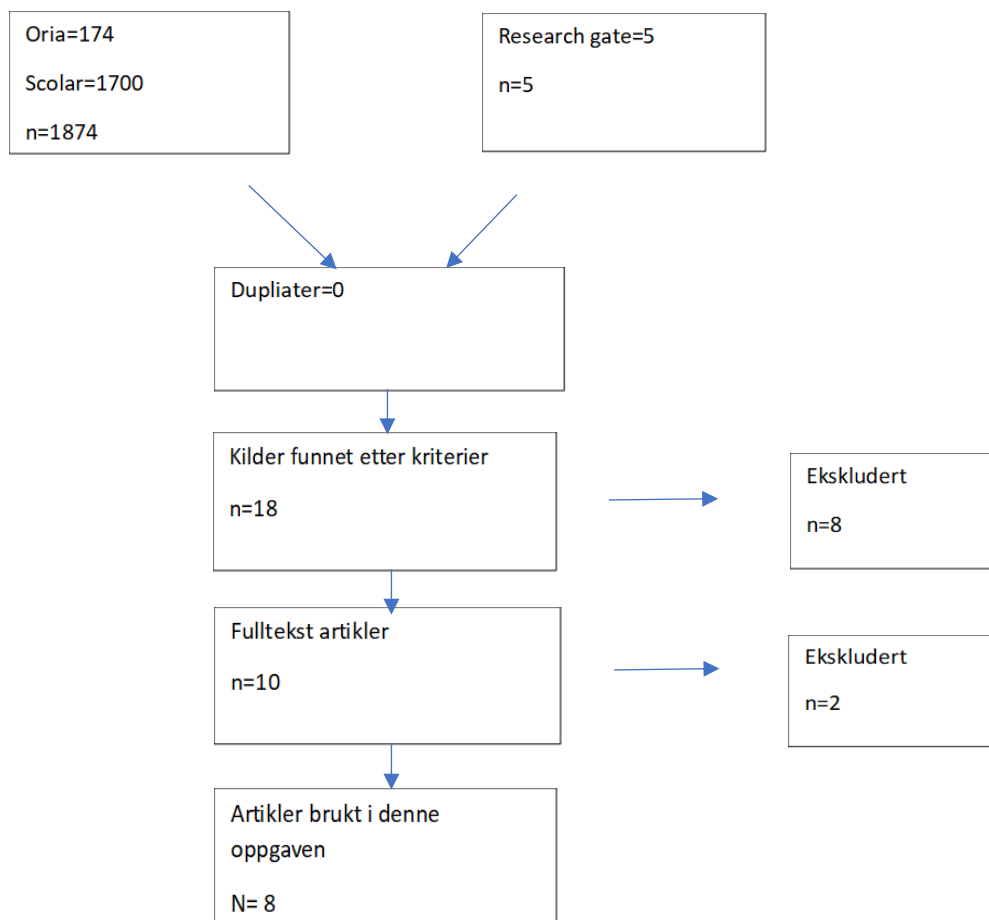 Oria=174
Scolar=1700
n=1874
Research gate=5
n=5
Dupliater=0
Kilder funnet etter kriterier
n=18
Ekskludert
n=8
Fulltekst artikler
n=10
Ekskludert
n=2
Artikler brukt i denne
oppgaven
N= 8